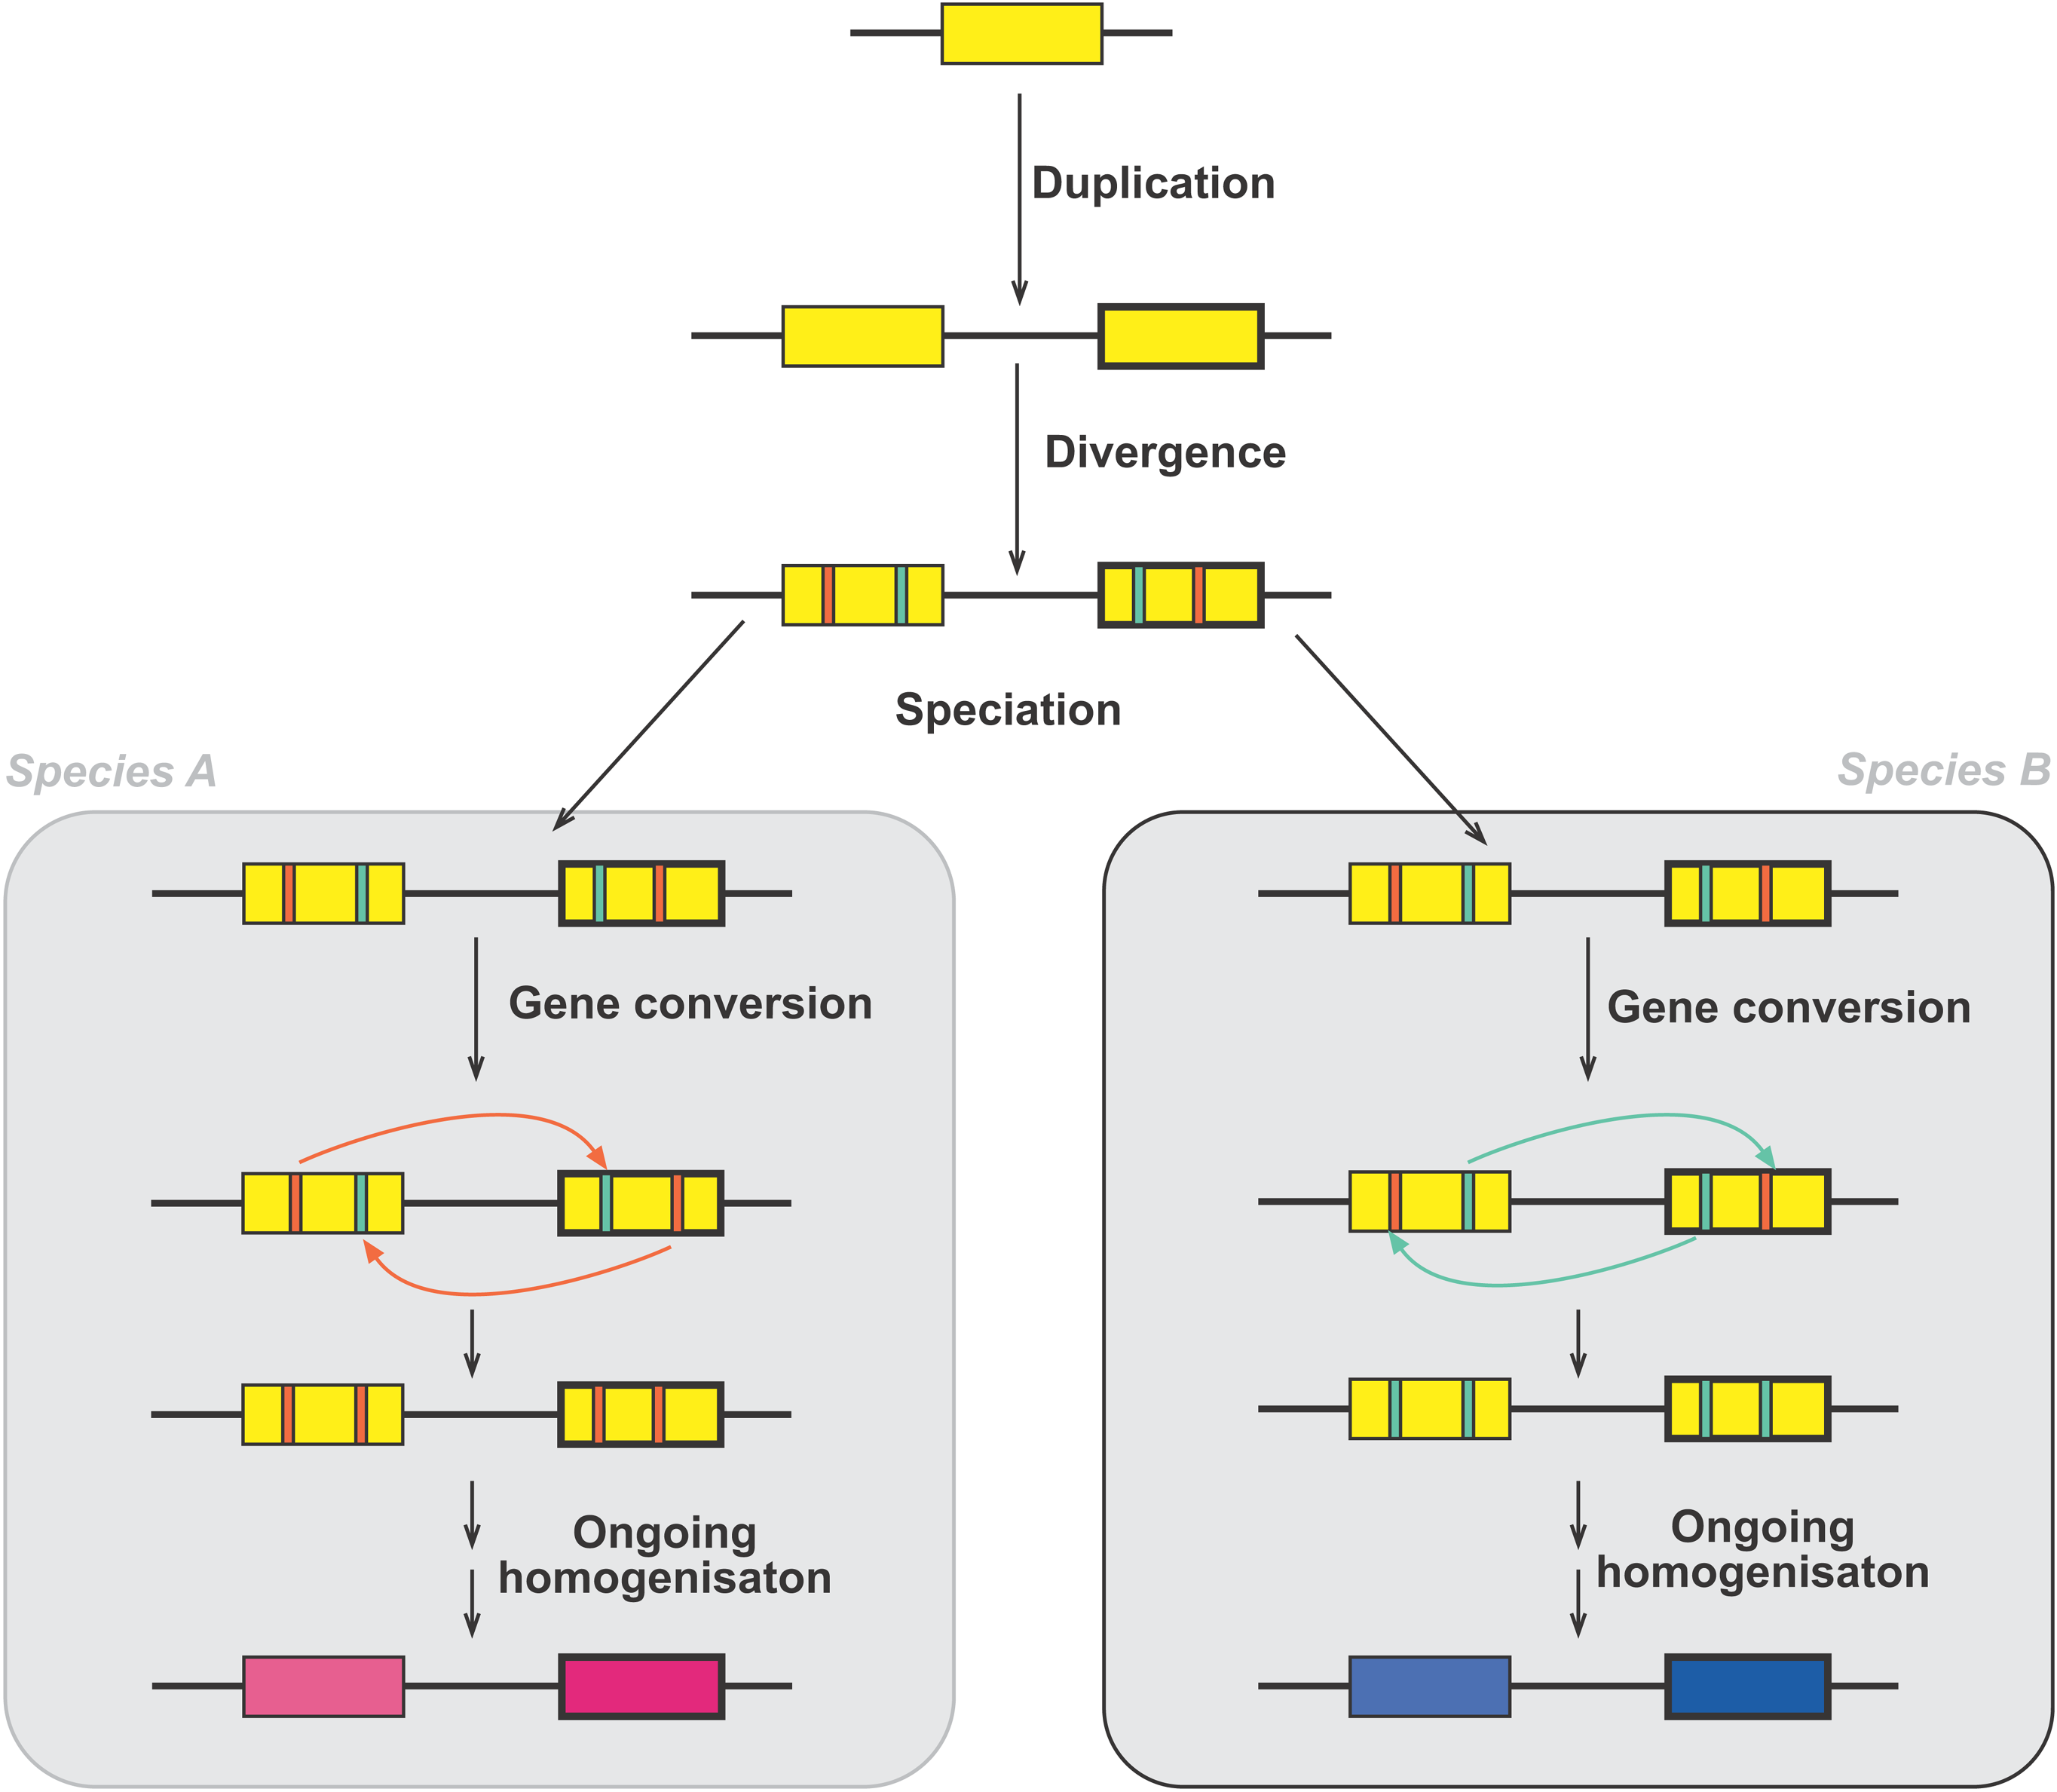 Duplication
Divergence
Speciation
Species A
Species B
Gene conversion
Gene conversion
Ongoing
homogenisaton
Ongoing
homogenisaton